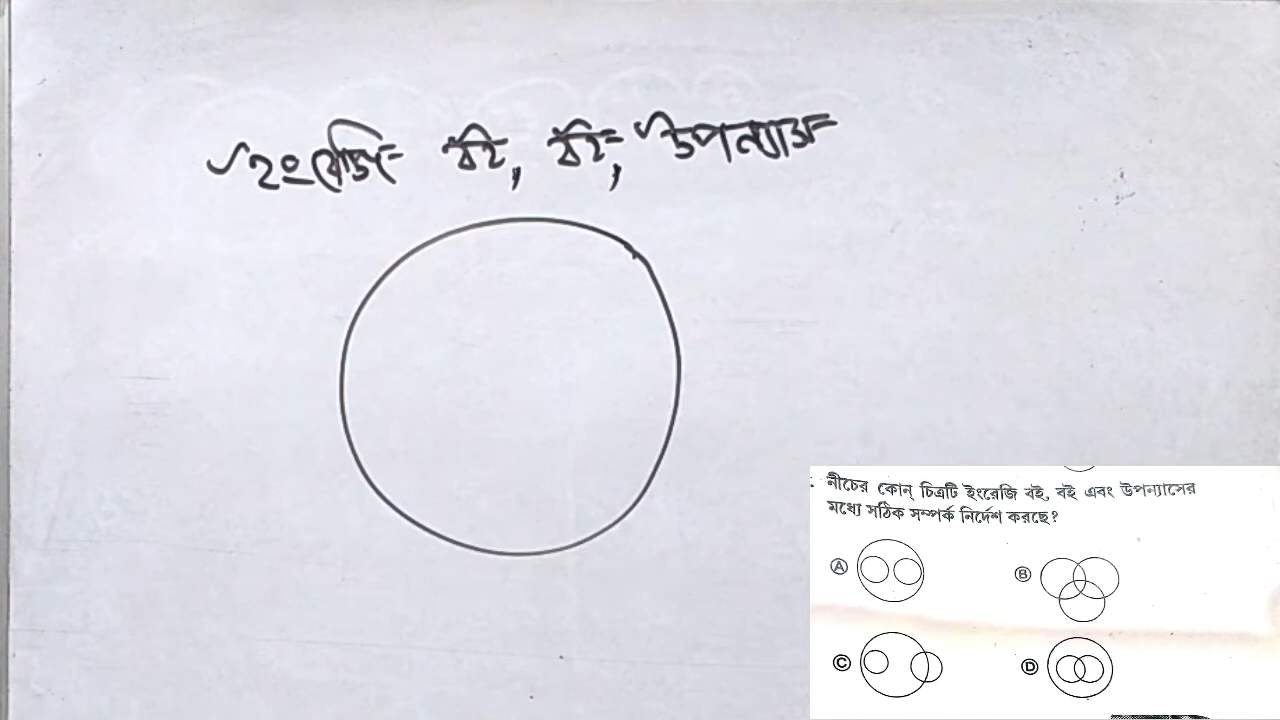 ইংরেজি বই, বই, উপন্যাস
নীচের কোন্ চিত্রটি ইংরেজি বই, বই এবং উপন্যাসের
মধ্যে সঠিক সম্পর্ক নির্দেশ করছে?
Ⓐ Ⓑ
Ⓒ Ⓓ